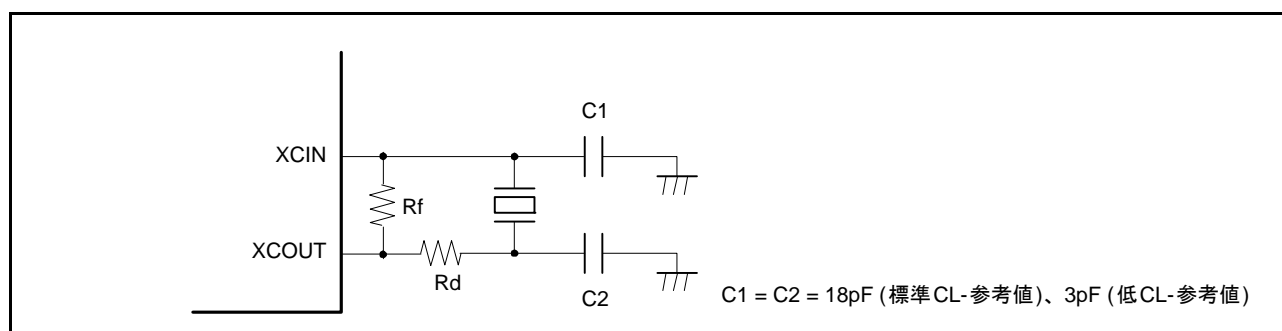 C1
XCIN
Rf
XCOUT
Rd
C2
C1 = C2 = 18pF (標準CL-参考値)、3pF (低CL-参考値)